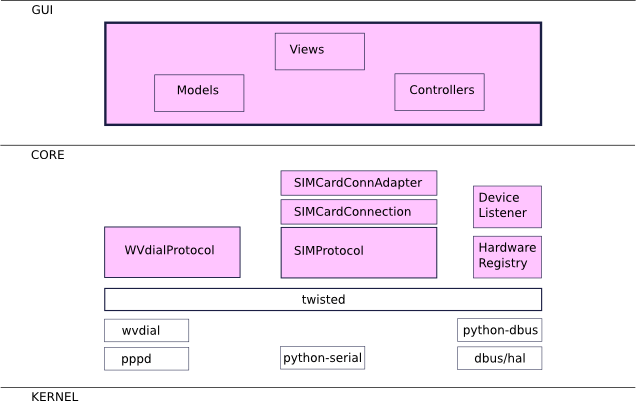 GUI
Views
Models
Controllers
CORE
SIMCardConnAdapter
SIMCardConnection
Device
Listener
WVdialProtocol
SIMProtocol
Hardware
Registry
twisted
wvdial
python-dbus
pppd
python-serial
dbus/hal
KERNEL